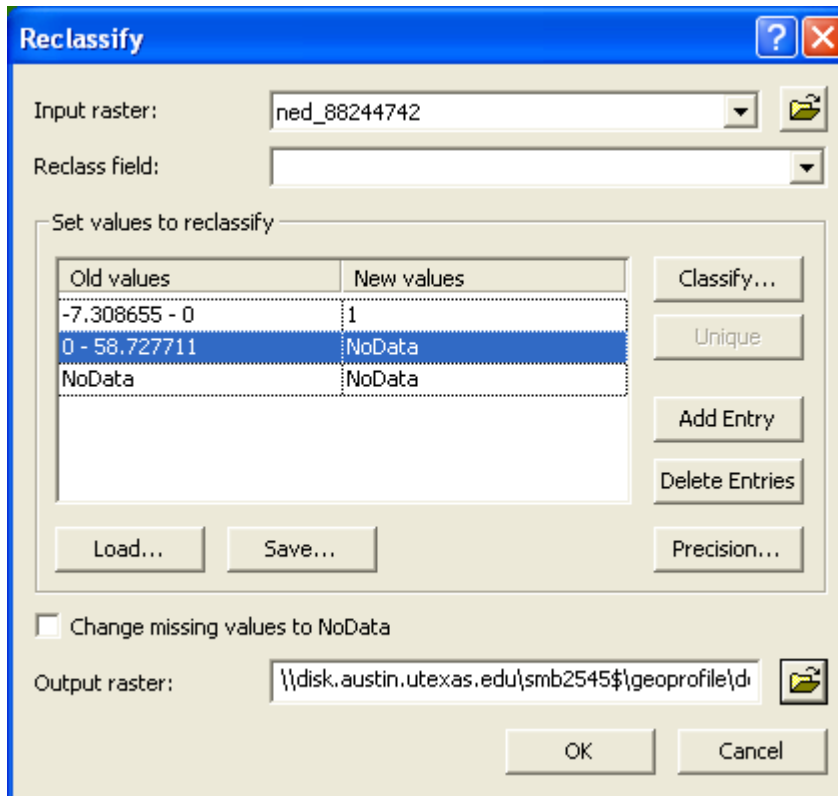 Reclassify
Input raster: ned_88244742
Reclass field:
Set values to reclassify
Old values New values
-7.308655 - 0 1
0 - 58.727711 NoData
NoData NoData
Classify...
Unique
Add Entry
Delete Entries
Load... Save... Precision...
Change missing values to NoData
Output raster: \\disk.austin.utexas.edu\smb2545$\geoprofile\d
OK Cancel